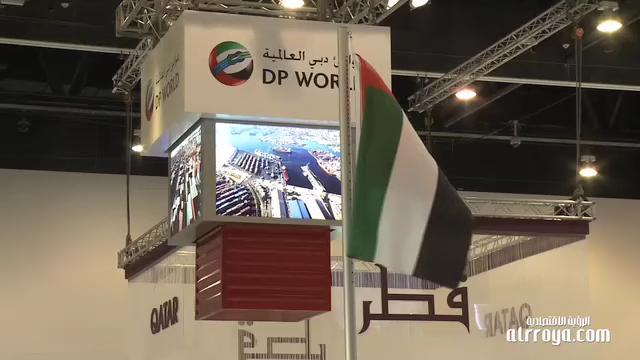 موانئ دبي العالمية
DP WORLD
DP WORLD
QATAR
قطر
QATAR
الرؤية الاقتصادية
alrroya.com